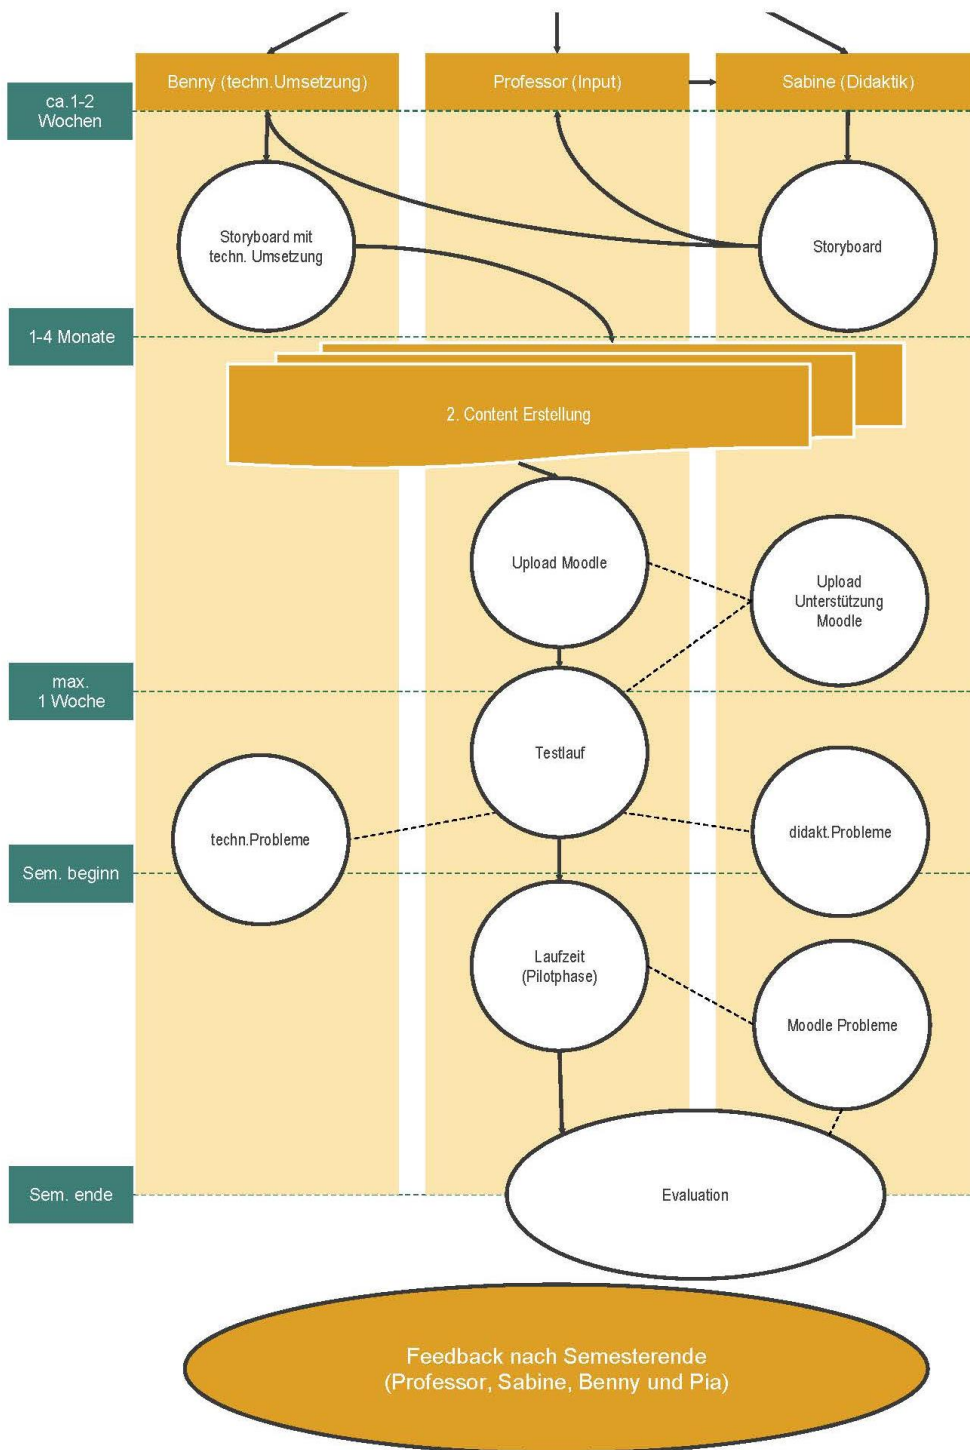 Benny (techn.Umsetzung)
Professor (Input)
Sabine (Didaktik)
ca.1-2
Wochen
Storyboard mit
techn. Umsetzung
Storyboard
1-4 Monate
2. Content Erstellung
Upload Moodle
Upload
Unterstützung
Moodle
max.
1 Woche
Testlauf
techn.Probleme
didakt.Probleme
Sem. beginn
Laufzeit
(Pilotphase)
Moodle Probleme
Sem. ende
Evaluation
Feedback nach Semesterende
(Professor, Sabine, Benny und Pia)